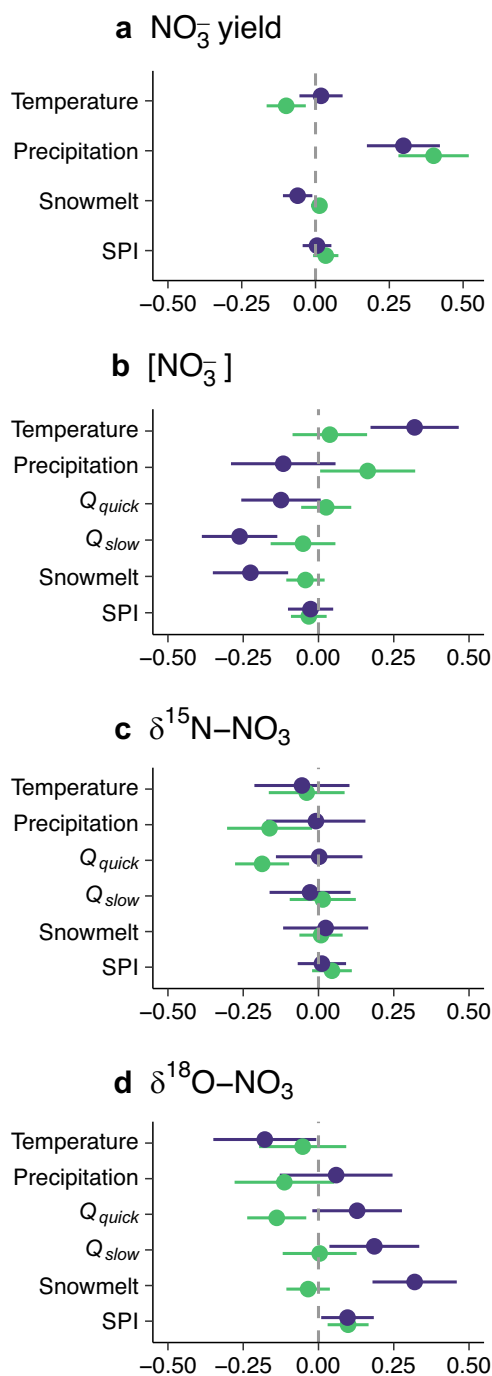 a NO₃⁻ yield
Temperature
Precipitation
Snowmelt
SPI
−0.50 −0.25 0.00 0.25 0.50
b [NO₃⁻]
Temperature
Precipitation
Qquick
Qslow
Snowmelt
SPI
−0.50 −0.25 0.00 0.25 0.50
c δ¹⁵N−NO₃
Temperature
Precipitation
Qquick
Qslow
Snowmelt
SPI
−0.50 −0.25 0.00 0.25 0.50
d δ¹⁸O−NO₃
Temperature
Precipitation
Qquick
Qslow
Snowmelt
SPI
−0.50 −0.25 0.00 0.25 0.50